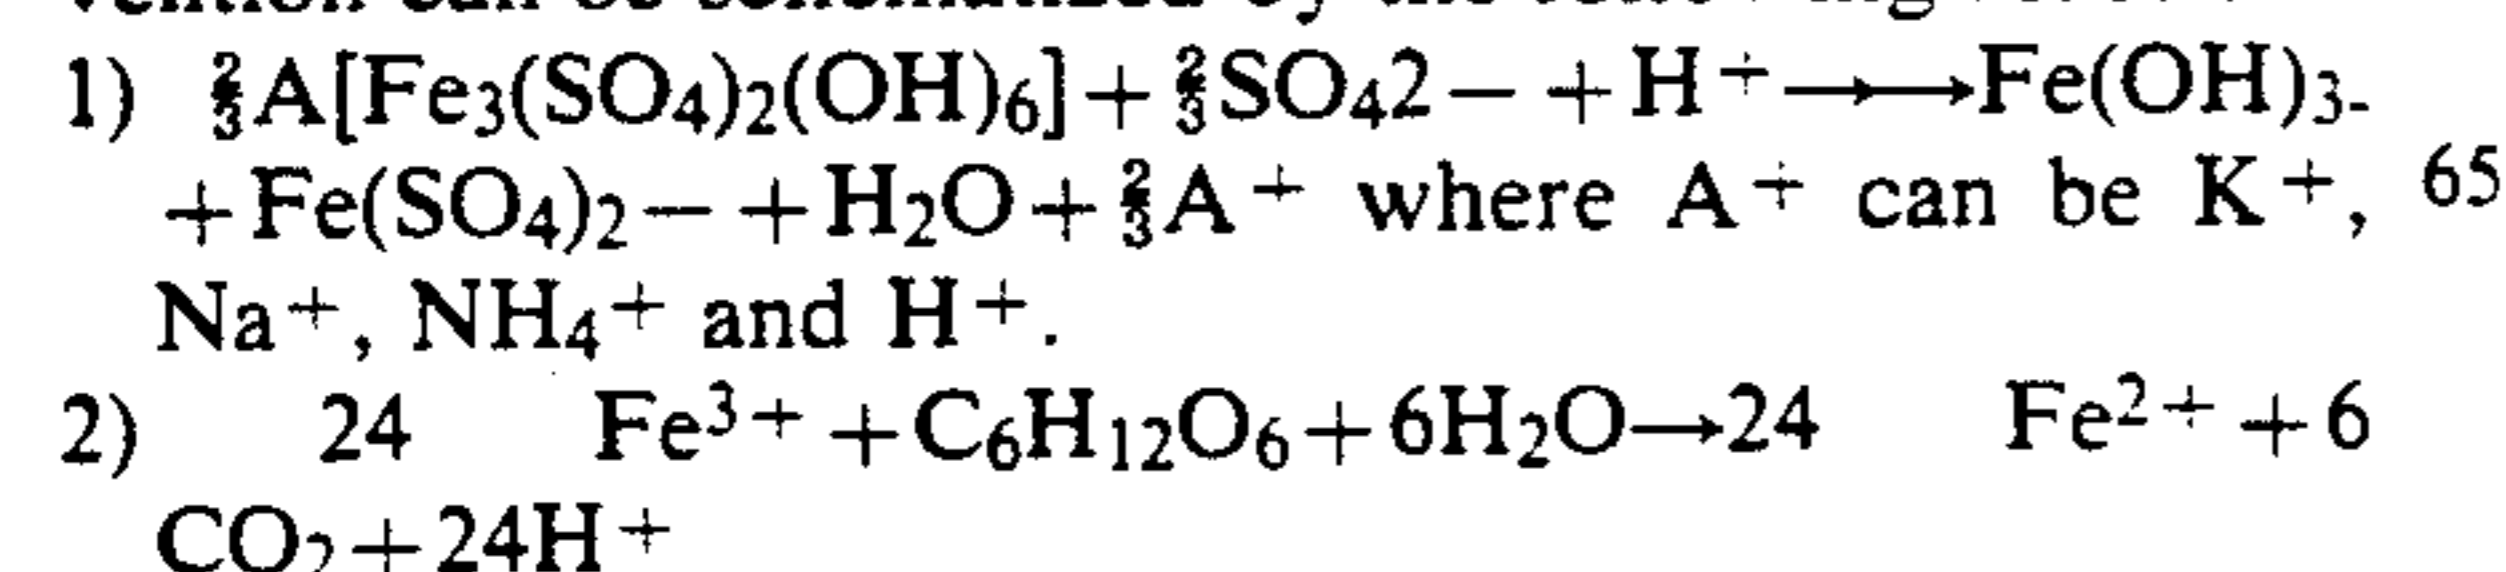 1) ⅔A[Fe₃(SO₄)₂(OH)₆]+⅔SO₄2−+H⁺→→Fe(OH)₃-
+Fe(SO₄)₂−+H₂O+⅔A⁺ where A⁺ can be K⁺, 65
Na⁺, NH₄⁺ and H⁺.
2) 24 Fe³⁺+C₆H₁₂O₆+6H₂O→24 Fe²⁺+6
CO₂+24H⁺